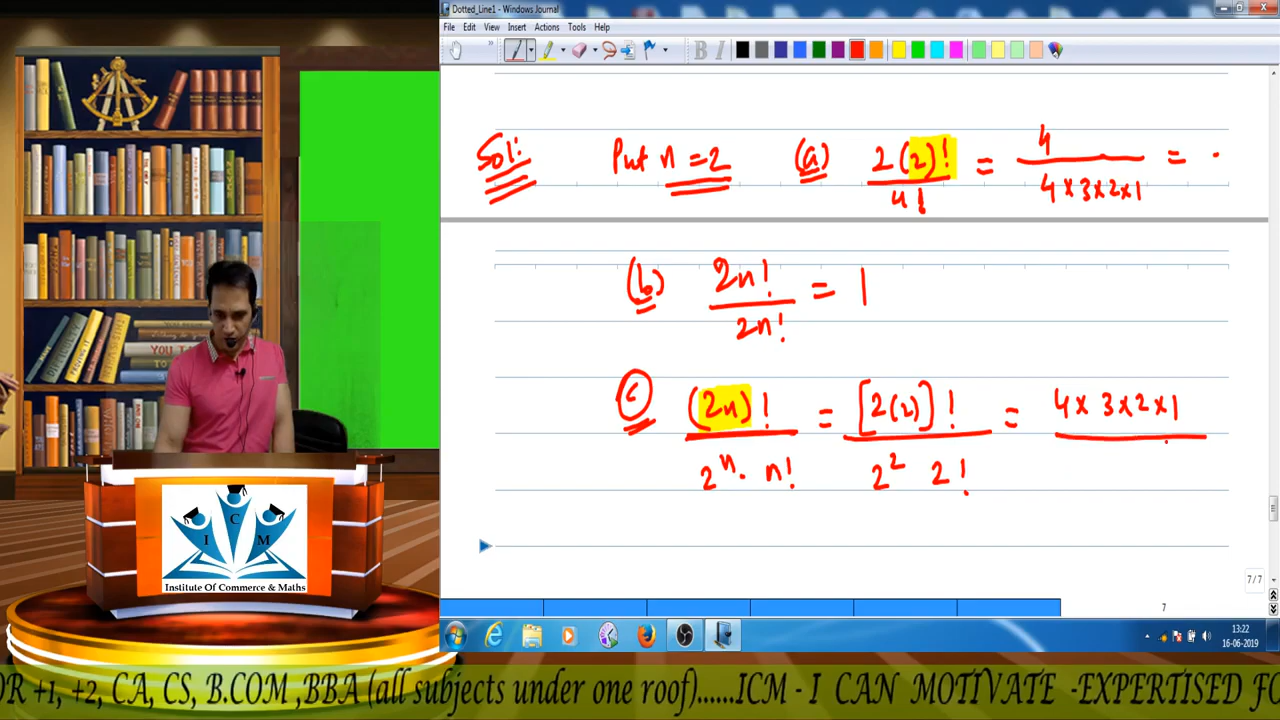 Dotted_Line1 - Windows Journal
File Edit View Insert Actions Tools Help
B I
Sol: Put n = 2 (a) 2(2)! / 4! = 4 / 4 × 3 × 2 × 1 = .
(b) 2n! / 2n! = 1
(c) (2n)! / 2^n · n! = [2(2)]! / 2^2 2! = 4 × 3 × 2 × 1
7/7
7
I C M
Institute Of Commerce & Maths
13:22
16-06-2019
OR +1, +2, CA, CS, B.COM ,BBA (all subjects under one roof)......ICM - I CAN MOTIVATE -EXPERTISED FO